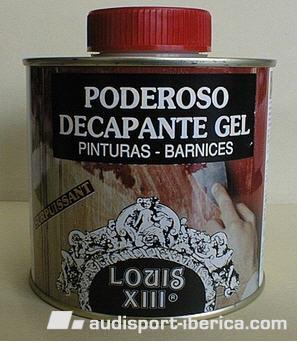 PODEROSO
DECAPANTE GEL
PINTURAS - BARNICES
LOUIS
XIII®
audisport-iberica.com